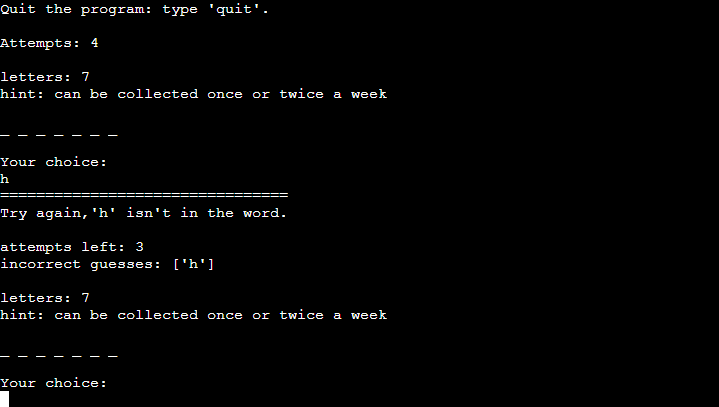 Quit the program: type 'quit'.
Attempts: 4
letters: 7
hint: can be collected once or twice a week
_ _ _ _ _ _ _
Your choice:
h
================================
Try again,'h' isn't in the word.
attempts left: 3
incorrect guesses: ['h']
letters: 7
hint: can be collected once or twice a week
_ _ _ _ _ _ _
Your choice: